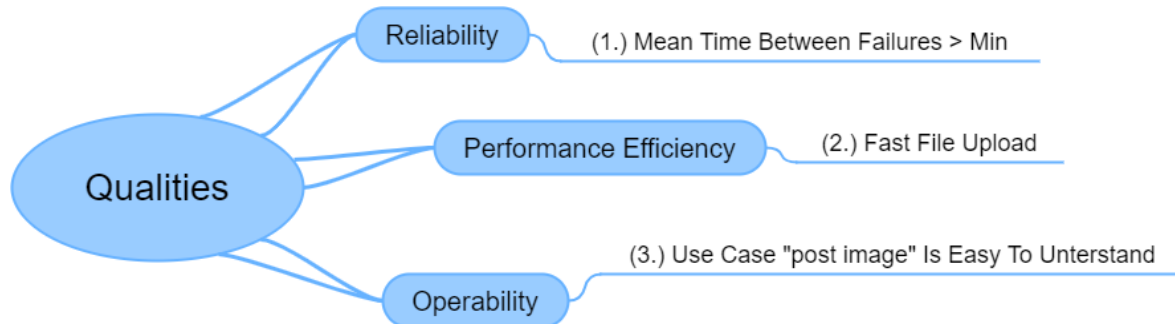 Reliability
(1.) Mean Time Between Failures > Min
Performance Efficiency
(2.) Fast File Upload
Qualities
Operability
(3.) Use Case "post image" Is Easy To Unterstand